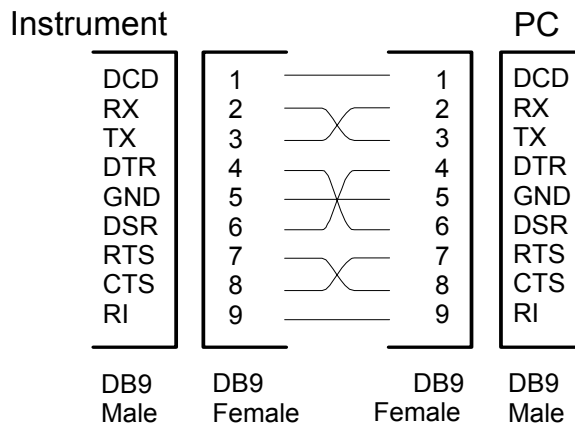 Instrument PC
DCD 1 1 DCD
RX 2 2 RX
TX 3 3 TX
DTR 4 4 DTR
GND 5 5 GND
DSR 6 6 DSR
RTS 7 7 RTS
CTS 8 8 CTS
RI 9 9 RI
DB9 DB9 DB9 DB9
Male Female Female Male